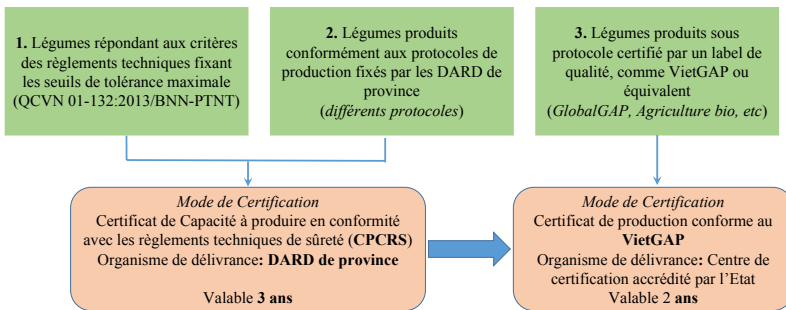 1. Légumes répondant aux critères
des règlements techniques fixant
les seuils de tolérance maximale
(QCVN 01-132:2013/BNN-PTNT)
2. Légumes produits
conformément aux protocoles de
production fixés par les DARD de
province
(différents protocoles)
3. Légumes produits sous
protocole certifié par un label de
qualité, comme VietGAP ou
équivalent
(GlobalGAP, Agriculture bio, etc)
Mode de Certification
Certificat de Capacité à produire en conformité
avec les règlements techniques de sûreté (CPCRS)
Organisme de délivrance: DARD de province
Valable 3 ans
Mode de Certification
Certificat de production conforme au
VietGAP
Organisme de délivrance: Centre de
certification accrédité par l’Etat
Valable 2 ans